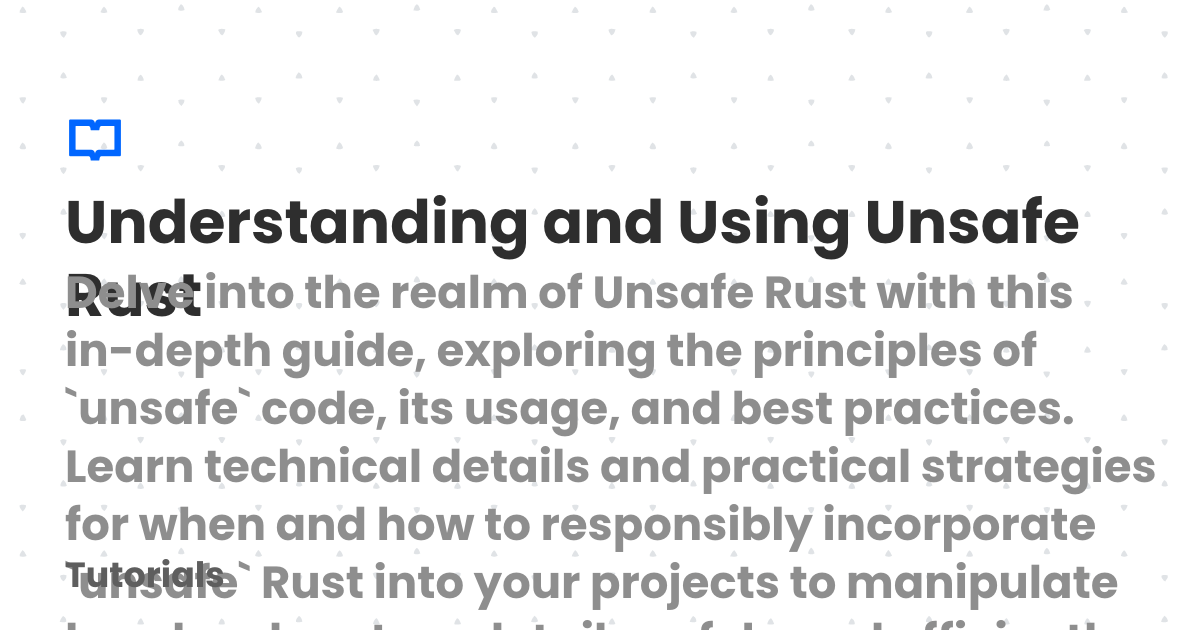 Understanding and Using Unsafe
Rust
Delve into the realm of Unsafe Rust with this
in-depth guide, exploring the principles of
`unsafe` code, its usage, and best practices.
Learn technical details and practical strategies
for when and how to responsibly incorporate
Tutorials
`unsafe` Rust into your projects to manipulate